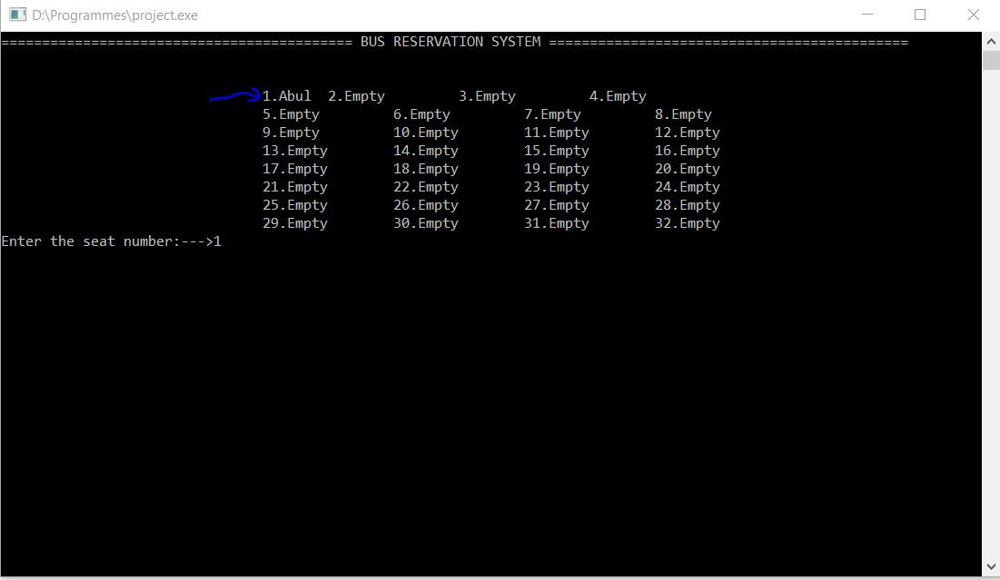 D:\Programmes\project.exe
=========================================== BUS RESERVATION SYSTEM ============================================
1.Abul 2.Empty 3.Empty 4.Empty
5.Empty 6.Empty 7.Empty 8.Empty
9.Empty 10.Empty 11.Empty 12.Empty
13.Empty 14.Empty 15.Empty 16.Empty
17.Empty 18.Empty 19.Empty 20.Empty
21.Empty 22.Empty 23.Empty 24.Empty
25.Empty 26.Empty 27.Empty 28.Empty
29.Empty 30.Empty 31.Empty 32.Empty
Enter the seat number:--->1